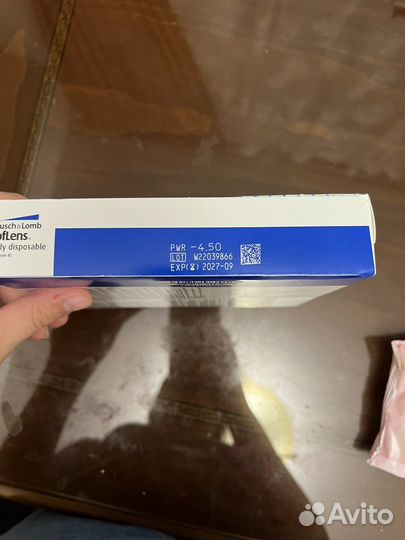 usch & Lomb
ofLens®
ly disposable
PWR -4.50
LOT W22039866
EXP 2027-09
Avito